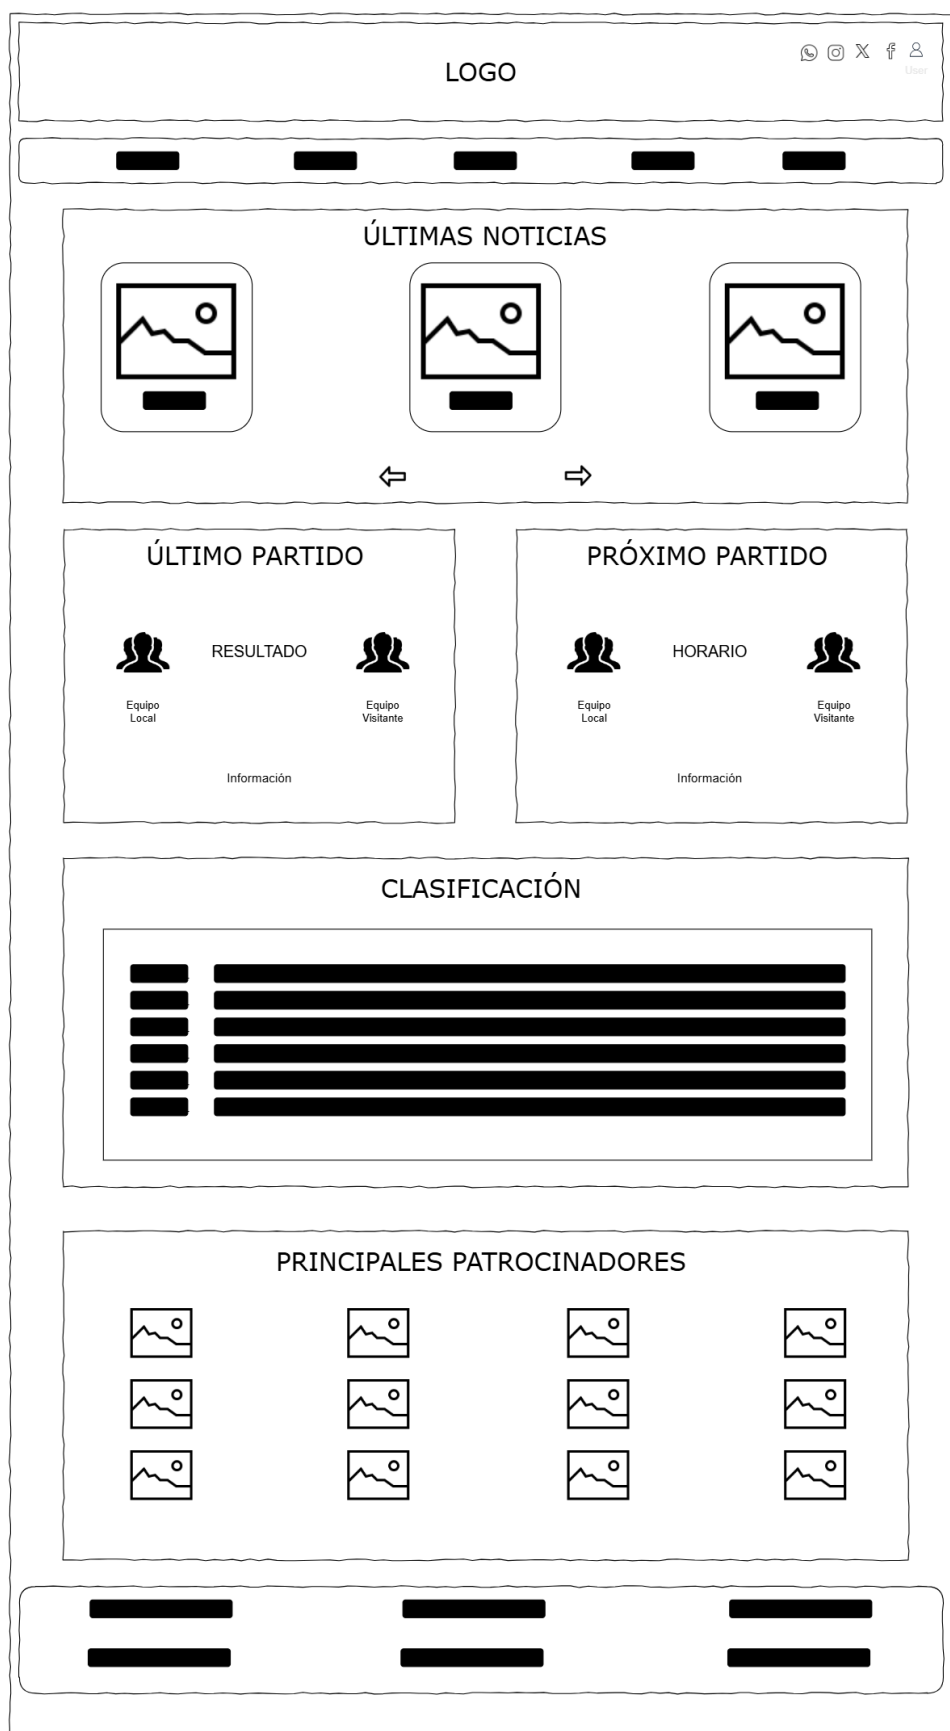 LOGO
User
ÚLTIMAS NOTICIAS
ÚLTIMO PARTIDO
RESULTADO
Equipo
Local
Equipo
Visitante
Información
PRÓXIMO PARTIDO
HORARIO
Equipo
Local
Equipo
Visitante
Información
CLASIFICACIÓN
PRINCIPALES PATROCINADORES